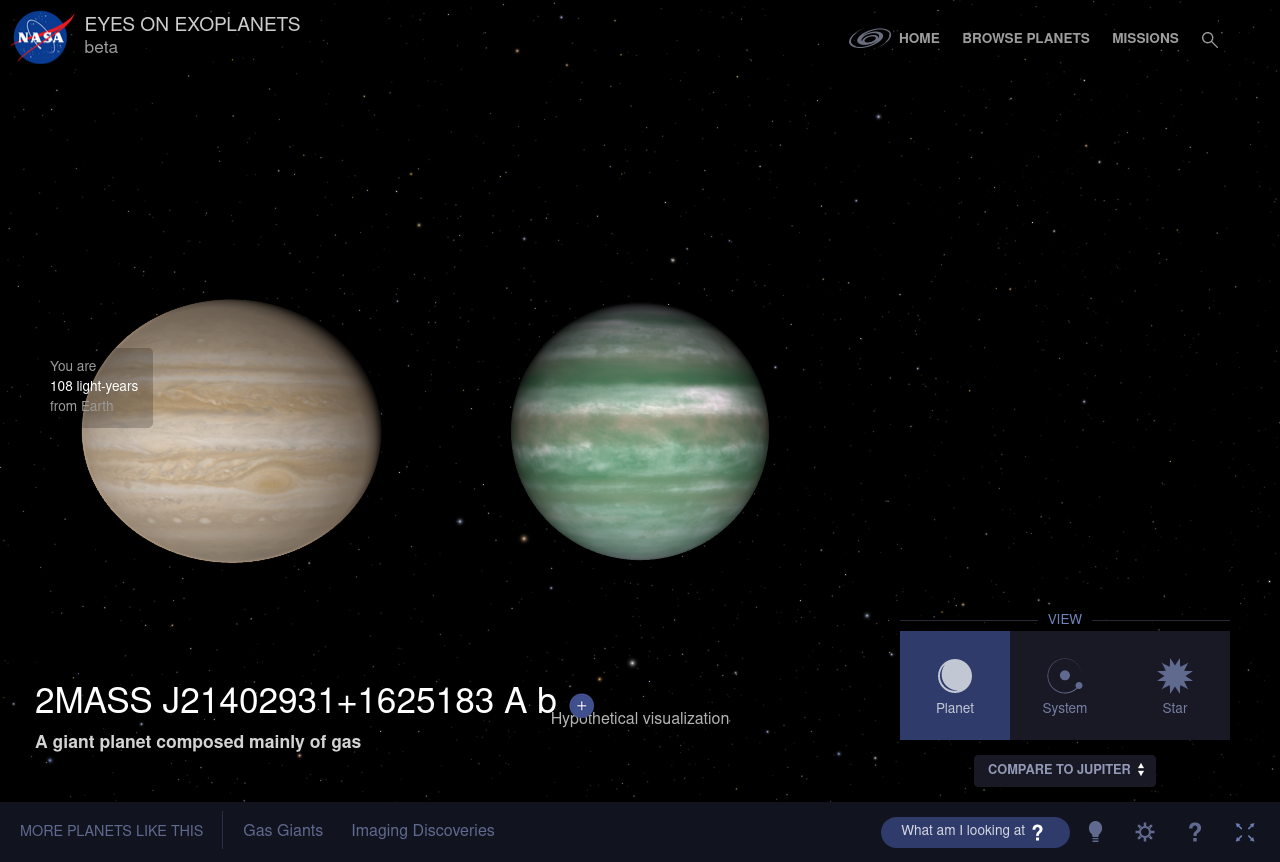 NASA
EYES ON EXOPLANETS
beta
HOME
BROWSE PLANETS
MISSIONS
You are
108 light-years
from Earth
2MASS J21402931+1625183 A b
+
Hypothetical visualization
A giant planet composed mainly of gas
VIEW
Planet
System
Star
COMPARE TO JUPITER
MORE PLANETS LIKE THIS
Gas Giants
Imaging Discoveries
What am I looking at ?
?